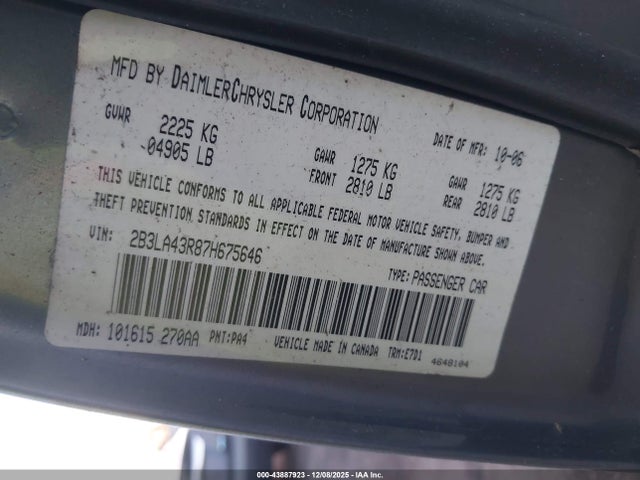 MFD BY DAIMLERCHRYSLER CORPORATION
DATE OF MFR: 10-06
GVWR 2225 KG 04905 LB
GAWR FRONT 1275 KG 2810 LB
GAWR REAR 1275 KG 2810 LB
THIS VEHICLE CONFORMS TO ALL APPLICABLE FEDERAL MOTOR VEHICLE SAFETY, BUMPER AND
THEFT PREVENTION STANDARDS IN EFFECT ON THE DATE OF MANUFACTURE SHOWN ABOVE.
VIN: 2B3LA43R87H675646
TYPE: PASSENGER CAR
MDH: 101615 270AA PNT:PA4 VEHICLE MADE IN CANADA TRM:E7D1 4648104
000-43887923 - 12/08/2025 - IAA Inc.